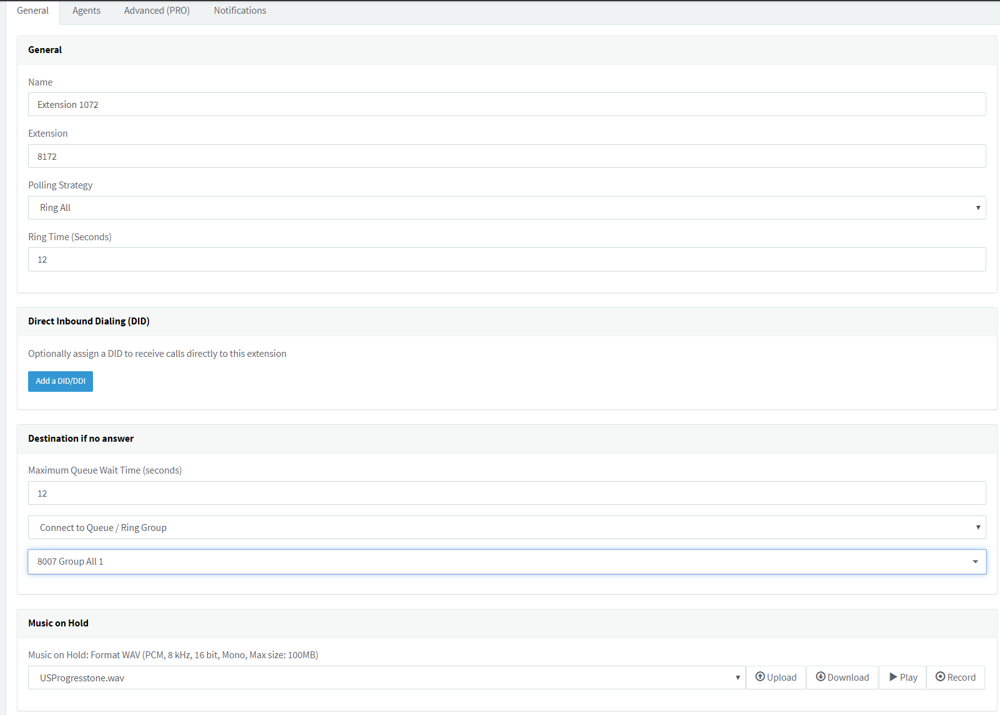 General Agents Advanced (PRO) Notifications
General
Name
Extension 1072
Extension
8172
Polling Strategy
Ring All
Ring Time (Seconds)
12
Direct Inbound Dialing (DID)
Optionally assign a DID to receive calls directly to this extension
Add a DID/DDI
Destination if no answer
Maximum Queue Wait Time (seconds)
12
Connect to Queue / Ring Group
8007 Group All 1
Music on Hold
Music on Hold: Format WAV (PCM, 8 kHz, 16 bit, Mono, Max size: 100MB)
USProgresstone.wav Upload Download Play Record